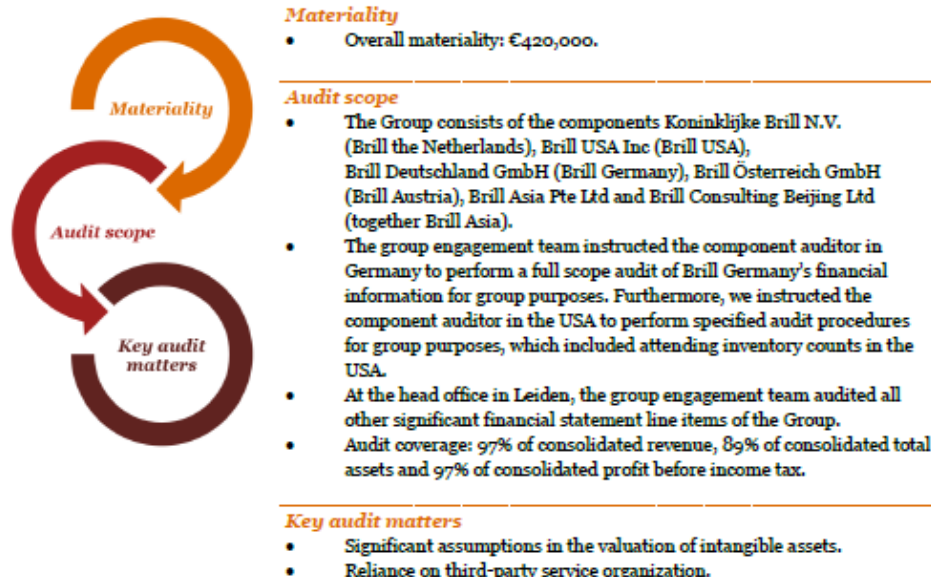 Materiality
Materiality
• Overall materiality: €420,000.
Audit scope
Audit scope
• The Group consists of the components Koninklijke Brill N.V.
(Brill the Netherlands), Brill USA Inc (Brill USA),
Brill Deutschland GmbH (Brill Germany), Brill Österreich GmbH
(Brill Austria), Brill Asia Pte Ltd and Brill Consulting Beijing Ltd
(together Brill Asia).
• The group engagement team instructed the component auditor in
Germany to perform a full scope audit of Brill Germany's financial
information for group purposes. Furthermore, we instructed the
component auditor in the USA to perform specified audit procedures
for group purposes, which included attending inventory counts in the
USA.
• At the head office in Leiden, the group engagement team audited all
other significant financial statement line items of the Group.
• Audit coverage: 97% of consolidated revenue, 89% of consolidated total
assets and 97% of consolidated profit before income tax.
Key audit
matters
Key audit matters
• Significant assumptions in the valuation of intangible assets.
• Reliance on third-party service organization.